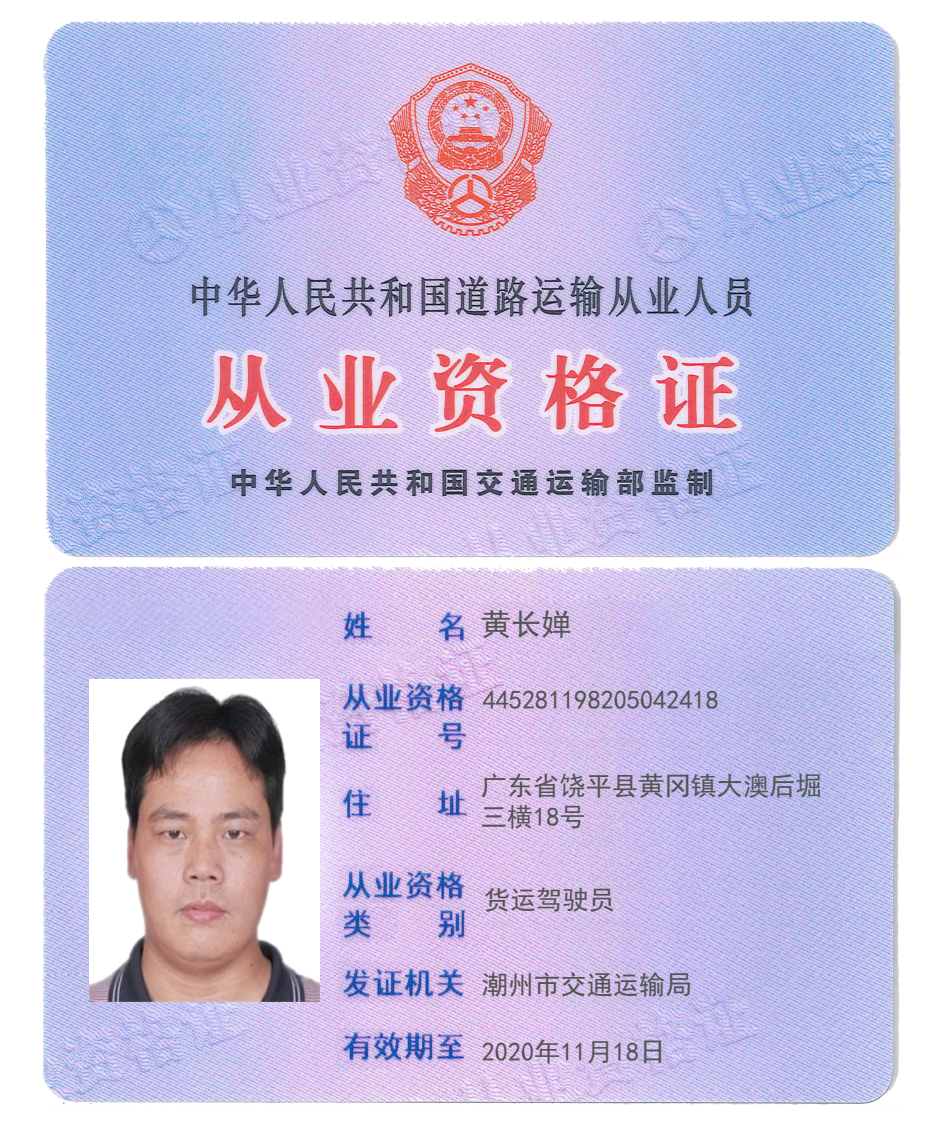 中华人民共和国道路运输从业人员
从业资格证
中华人民共和国交通运输部监制
姓名 黄长婵
从业资格证号 445281198205042418
住址 广东省饶平县黄冈镇大澳后堀
三横18号
从业资格类别 货运驾驶员
发证机关 潮州市交通运输局
有效期至 2020年11月18日